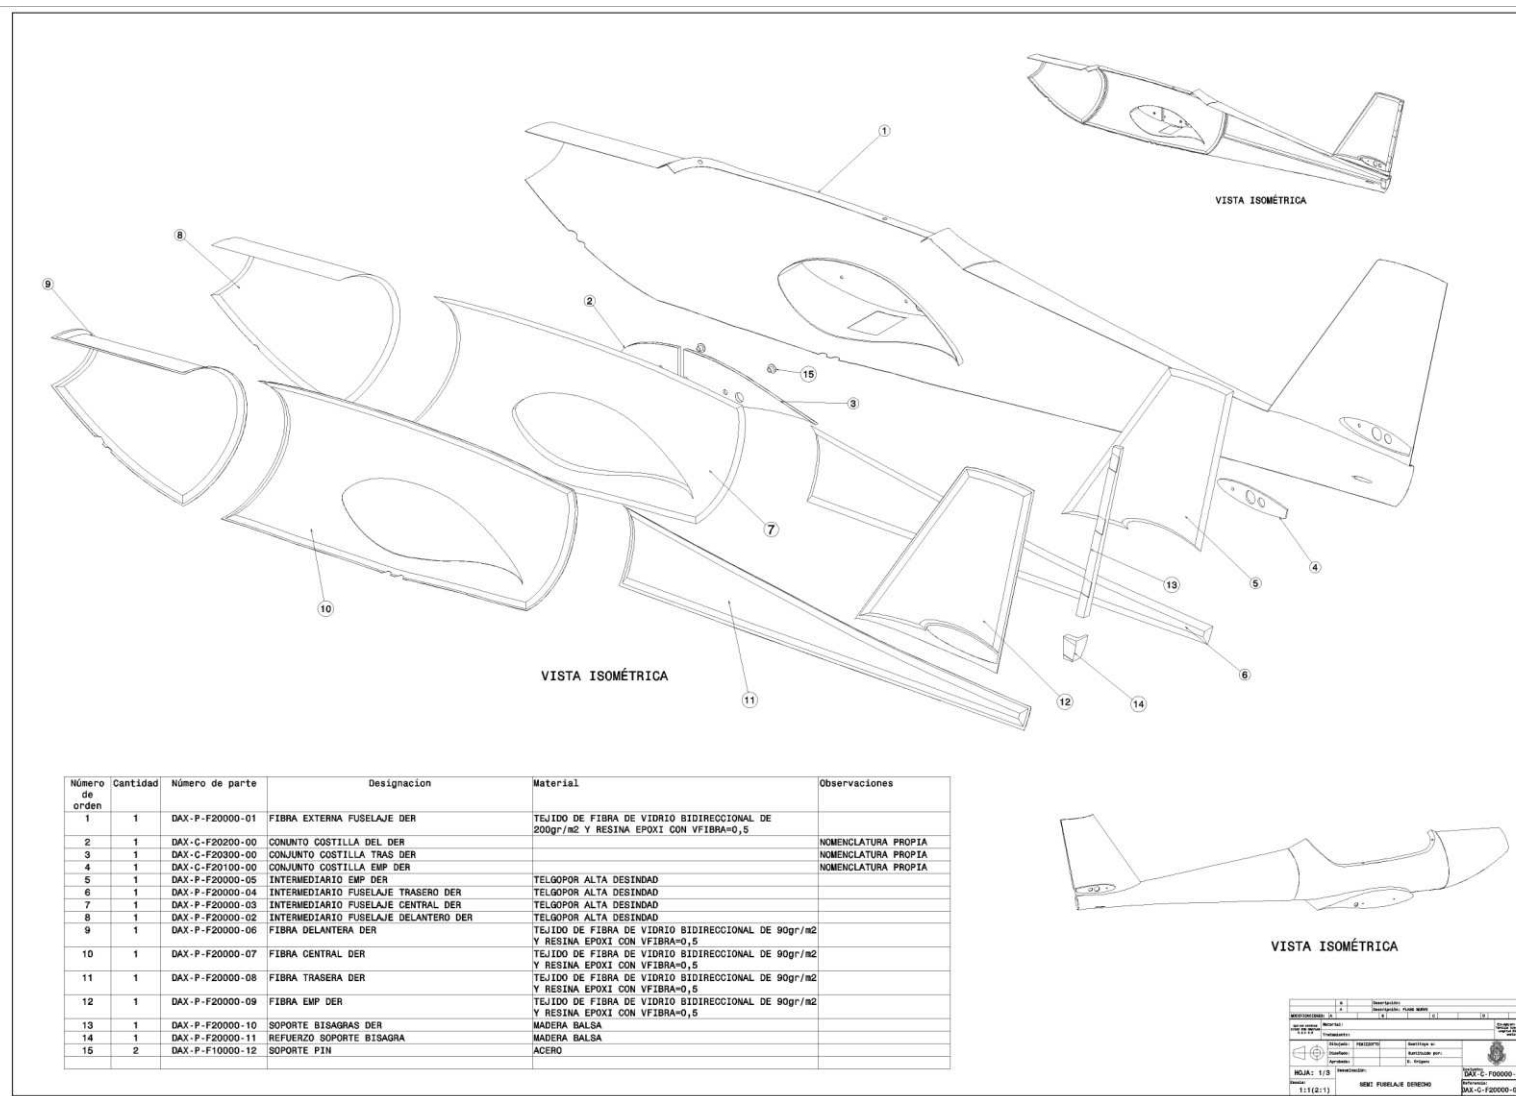 1
8
9
2
15
3
7
10
11
12
14
13
6
5
4
VISTA ISOMÉTRICA
VISTA ISOMÉTRICA
VISTA ISOMÉTRICA
Número de orden Cantidad Número de parte Designacion Material Observaciones
1 1 DAX-P-F20000-01 FIBRA EXTERNA FUSELAJE DER TEJIDO DE FIBRA DE VIDRIO BIDIRECCIONAL DE
200gr/m2 Y RESINA EPOXI CON VFIBRA=0,5
2 1 DAX-C-F20200-00 CONUNTO COSTILLA DEL DER NOMENCLATURA PROPIA
3 1 DAX-C-F20300-00 CONJUNTO COSTILLA TRAS DER NOMENCLATURA PROPIA
4 1 DAX-C-F20100-00 CONJUNTO COSTILLA EMP DER NOMENCLATURA PROPIA
5 1 DAX-P-F20000-05 INTERMEDIARIO EMP DER TELGOPOR ALTA DESINDAD
6 1 DAX-P-F20000-04 INTERMEDIARIO FUSELAJE TRASERO DER TELGOPOR ALTA DESINDAD
7 1 DAX-P-F20000-03 INTERMEDIARIO FUSELAJE CENTRAL DER TELGOPOR ALTA DESINDAD
8 1 DAX-P-F20000-02 INTERMEDIARIO FUSELAJE DELANTERO DER TELGOPOR ALTA DESINDAD
9 1 DAX-P-F20000-06 FIBRA DELANTERA DER TEJIDO DE FIBRA DE VIDRIO BIDIRECCIONAL DE 90gr/m2
Y RESINA EPOXI CON VFIBRA=0,5
10 1 DAX-P-F20000-07 FIBRA CENTRAL DER TEJIDO DE FIBRA DE VIDRIO BIDIRECCIONAL DE 90gr/m2
Y RESINA EPOXI CON VFIBRA=0,5
11 1 DAX-P-F20000-08 FIBRA TRASERA DER TEJIDO DE FIBRA DE VIDRIO BIDIRECCIONAL DE 90gr/m2
Y RESINA EPOXI CON VFIBRA=0,5
12 1 DAX-P-F20000-09 FIBRA EMP DER TEJIDO DE FIBRA DE VIDRIO BIDIRECCIONAL DE 90gr/m2
Y RESINA EPOXI CON VFIBRA=0,5
13 1 DAX-P-F20000-10 SOPORTE BISAGRAS DER MADERA BALSA
14 1 DAX-P-F20000-11 REFUERZO SOPORTE BISAGRA MADERA BALSA
15 2 DAX-P-F10000-12 SOPORTE PIN ACERO
HOJA: 1/3
DAX-C-F00000-
SEMI FUSELAJE DERECHO
1:1(2:1)
DAX-C-F20000-0